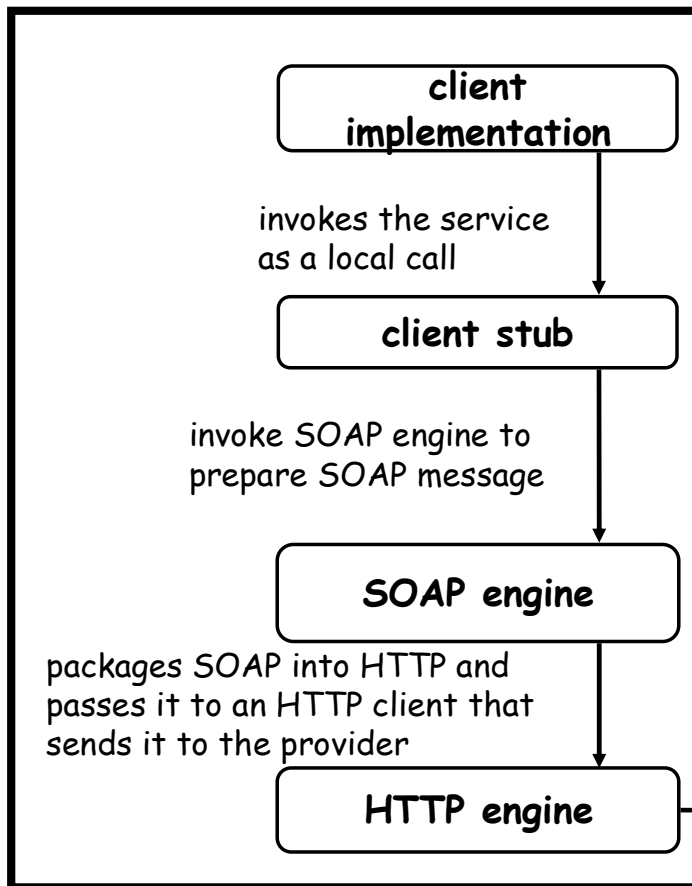 client
implementation
invokes the service
as a local call
client stub
invoke SOAP engine to
prepare SOAP message
SOAP engine
packages SOAP into HTTP and
passes it to an HTTP client that
sends it to the provider
HTTP engine